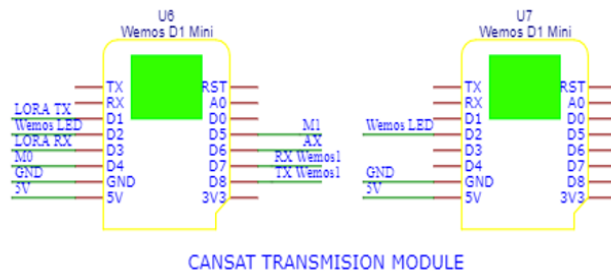 U6
Wemos D1 Mini
TX
RX
D1
D2
D3
D4
GND
5V
RST
A0
D0
D5
D6
D7
D8
3V3
LORA TX
Wemos LED
LORA RX
M0
GND
5V
M1
AX
RX Wemos1
TX Wemos1
U7
Wemos D1 Mini
TX
RX
D1
D2
D3
D4
GND
5V
RST
A0
D0
D5
D6
D7
D8
3V3
Wemos LED
GND
5V
CANSAT TRANSMISION MODULE